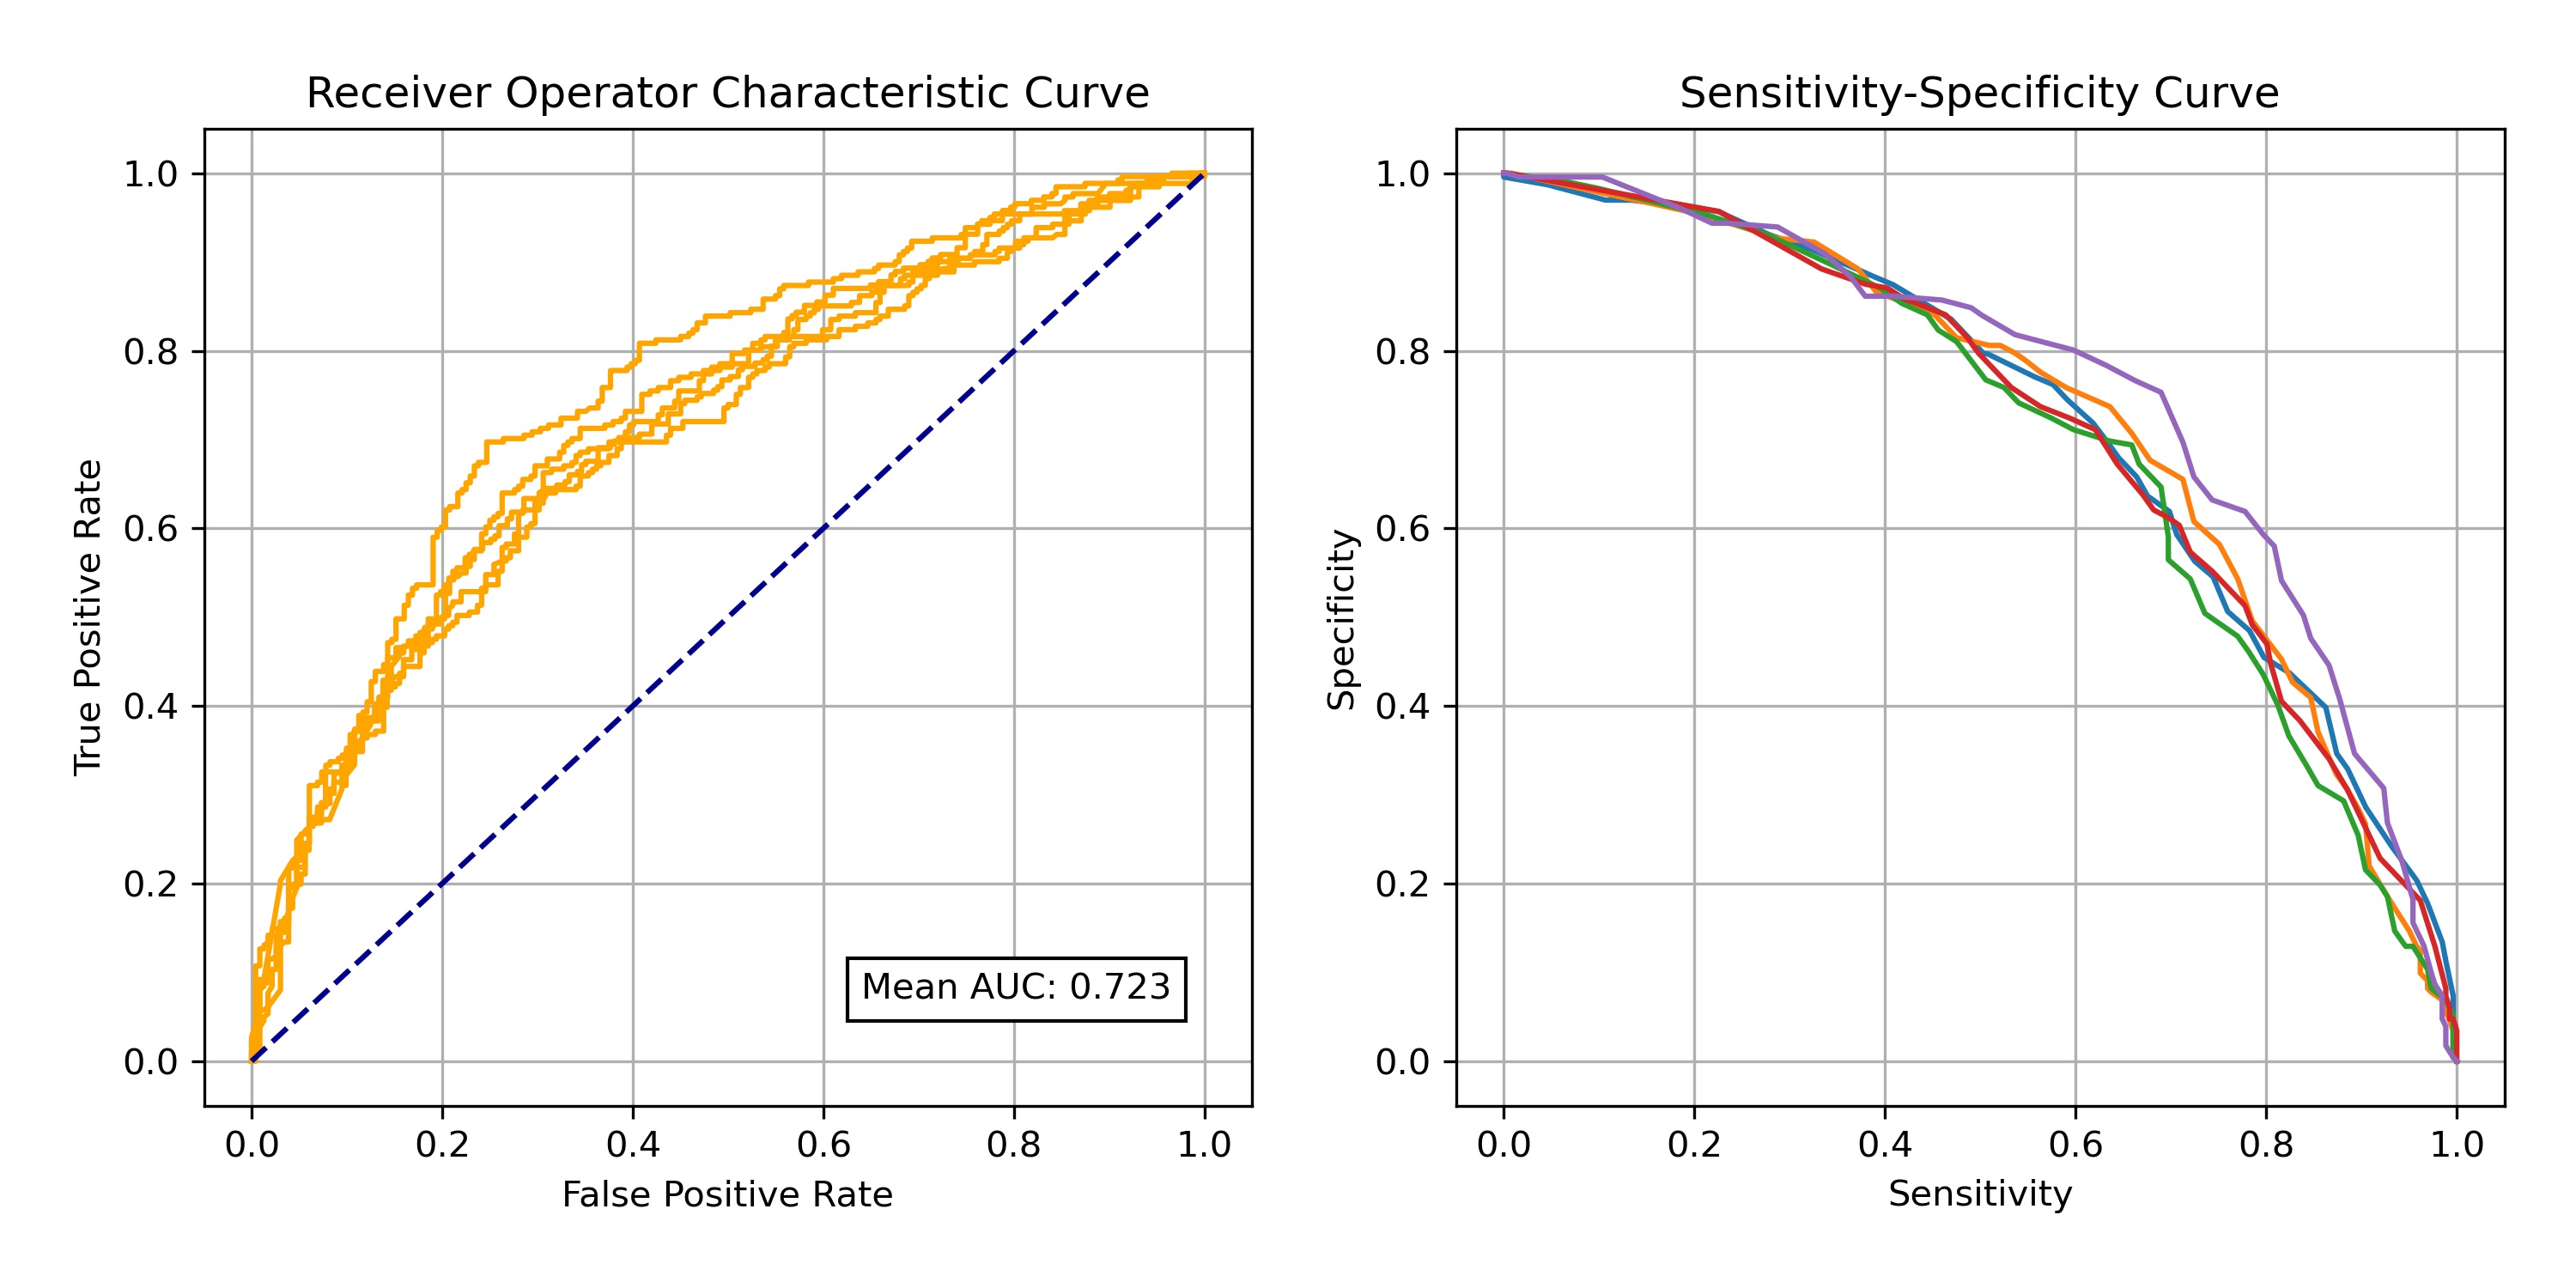 Receiver Operator Characteristic Curve
True Positive Rate
1.0
0.8
0.6
0.4
0.2
0.0
Mean AUC: 0.723
0.0 0.2 0.4 0.6 0.8 1.0
False Positive Rate
Sensitivity-Specificity Curve
Specificity
1.0
0.8
0.6
0.4
0.2
0.0
0.0 0.2 0.4 0.6 0.8 1.0
Sensitivity